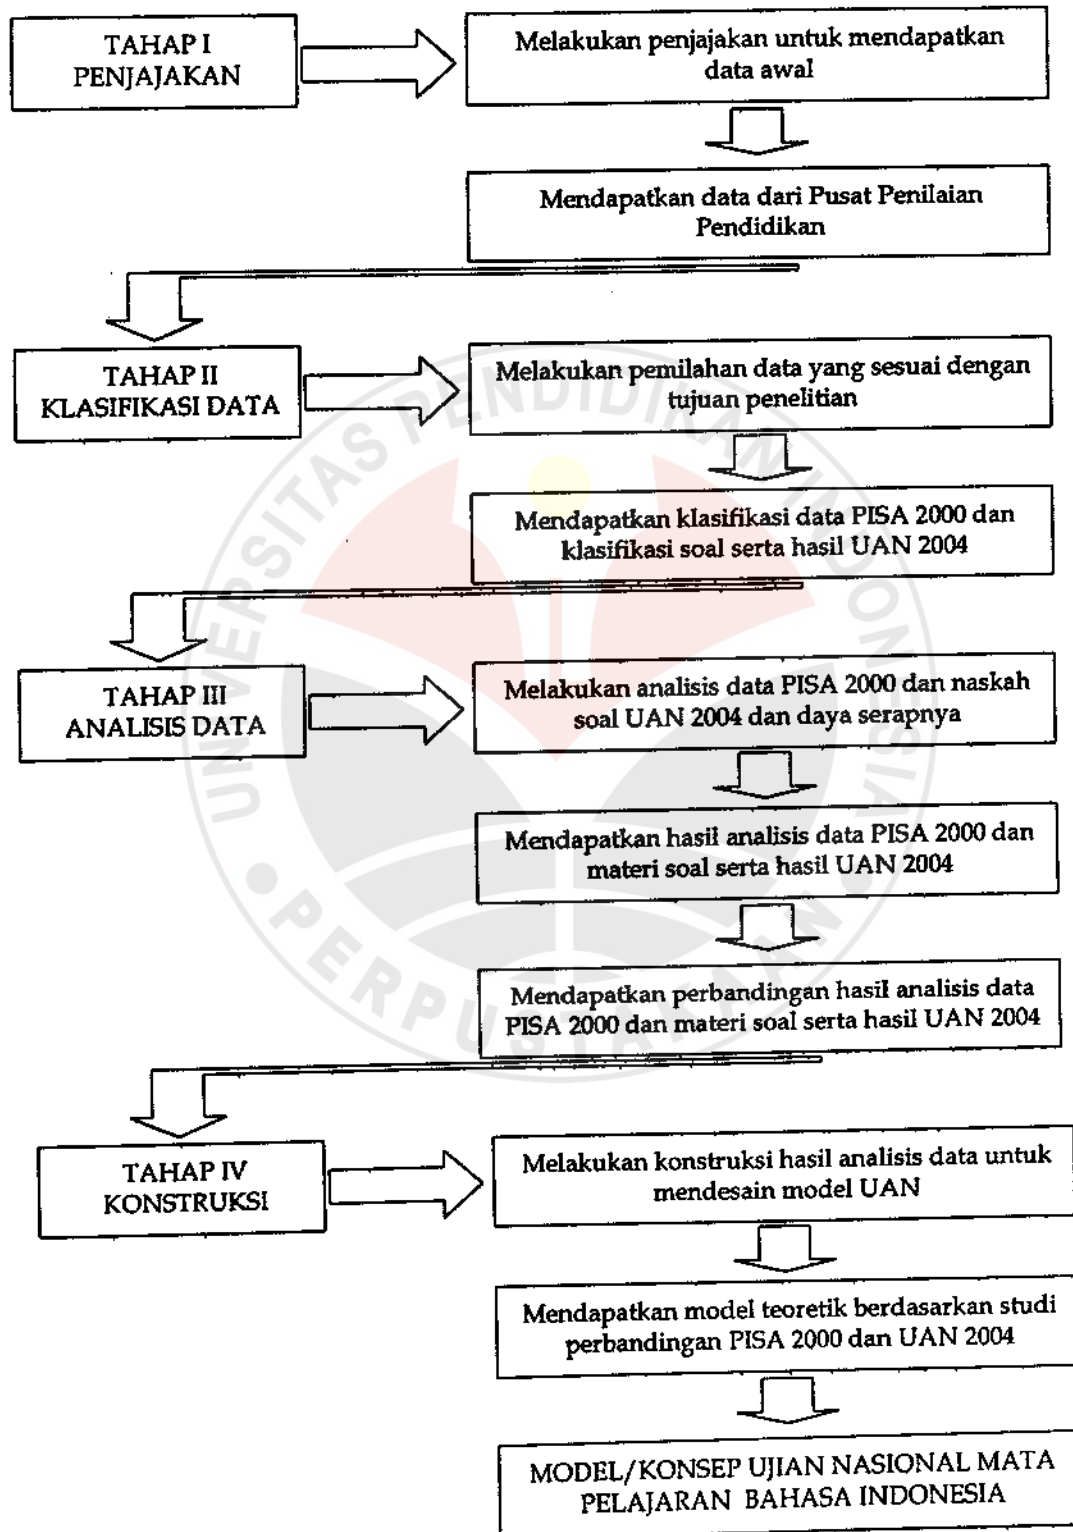 TAHAP I
PENJAJAKAN
Melakukan penjajakan untuk mendapatkan
data awal
Mendapatkan data dari Pusat Penilaian
Pendidikan
TAHAP II
KLASIFIKASI DATA
Melakukan pemilahan data yang sesuai dengan
tujuan penelitian
Mendapatkan klasifikasi data PISA 2000 dan
klasifikasi soal serta hasil UAN 2004
TAHAP III
ANALISIS DATA
Melakukan analisis data PISA 2000 dan naskah
soal UAN 2004 dan daya serapnya
Mendapatkan hasil analisis data PISA 2000 dan
materi soal serta hasil UAN 2004
Mendapatkan perbandingan hasil analisis data
PISA 2000 dan materi soal serta hasil UAN 2004
TAHAP IV
KONSTRUKSI
Melakukan konstruksi hasil analisis data untuk
mendesain model UAN
Mendapatkan model teoretik berdasarkan studi
perbandingan PISA 2000 dan UAN 2004
MODEL/KONSEP UJIAN NASIONAL MATA
PELAJARAN BAHASA INDONESIA
UNIVERSITAS PENDIDIKAN INDONESIA
PERPUSTAKAAN